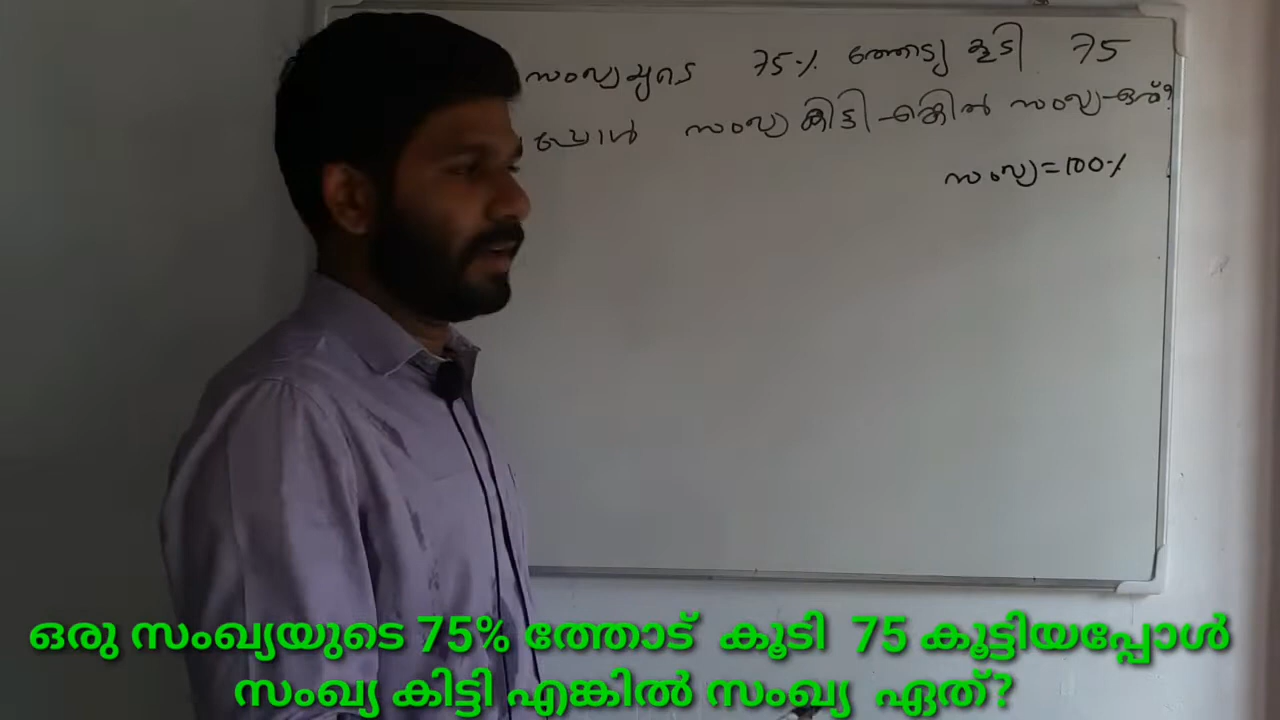 സംഖ്യയുടെ 75% ത്തോടു കൂടി 75
പ്പോൾ സംഖ്യ കിട്ടി എങ്കിൽ സംഖ്യ ഏത്?
സംഖ്യ = 100%
ഒരു സംഖ്യയുടെ 75% ത്തോട് കൂടി 75 കൂട്ടിയപ്പോൾ
സംഖ്യ കിട്ടി എങ്കിൽ സംഖ്യ ഏത്?